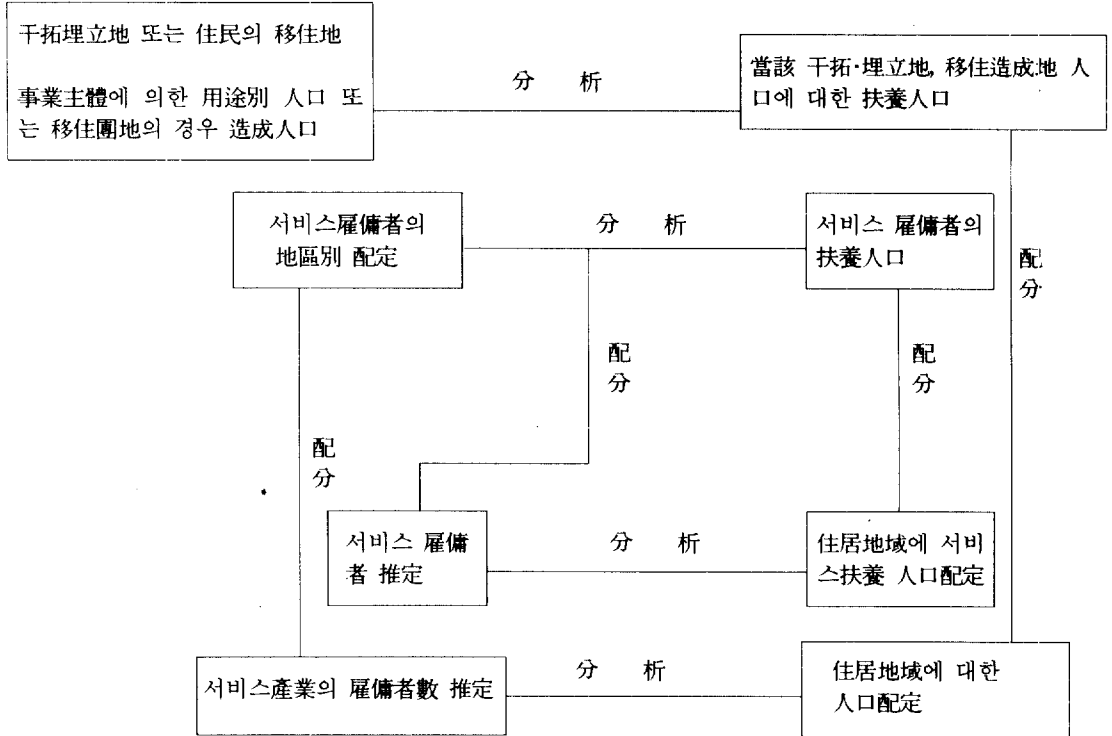 干拓埋立地 또는 住民의 移住地
事業主體에 의한 用途別 人口 또
는 移住團地의 경우 造成人口
分 析
當該 干拓·埋立地, 移住造成地 人
口에 대한 扶養人口
서비스雇傭者의
地區別 配定
分 析
서비스 雇傭者의
扶養人口
配
分
配
分
配
分
配
分
서비스 雇傭
者 推定
分 析
住居地域에 서비
스扶養 人口配定
서비스產業의 雇傭者數 推定
分 析
住居地域에 대한
人口配定